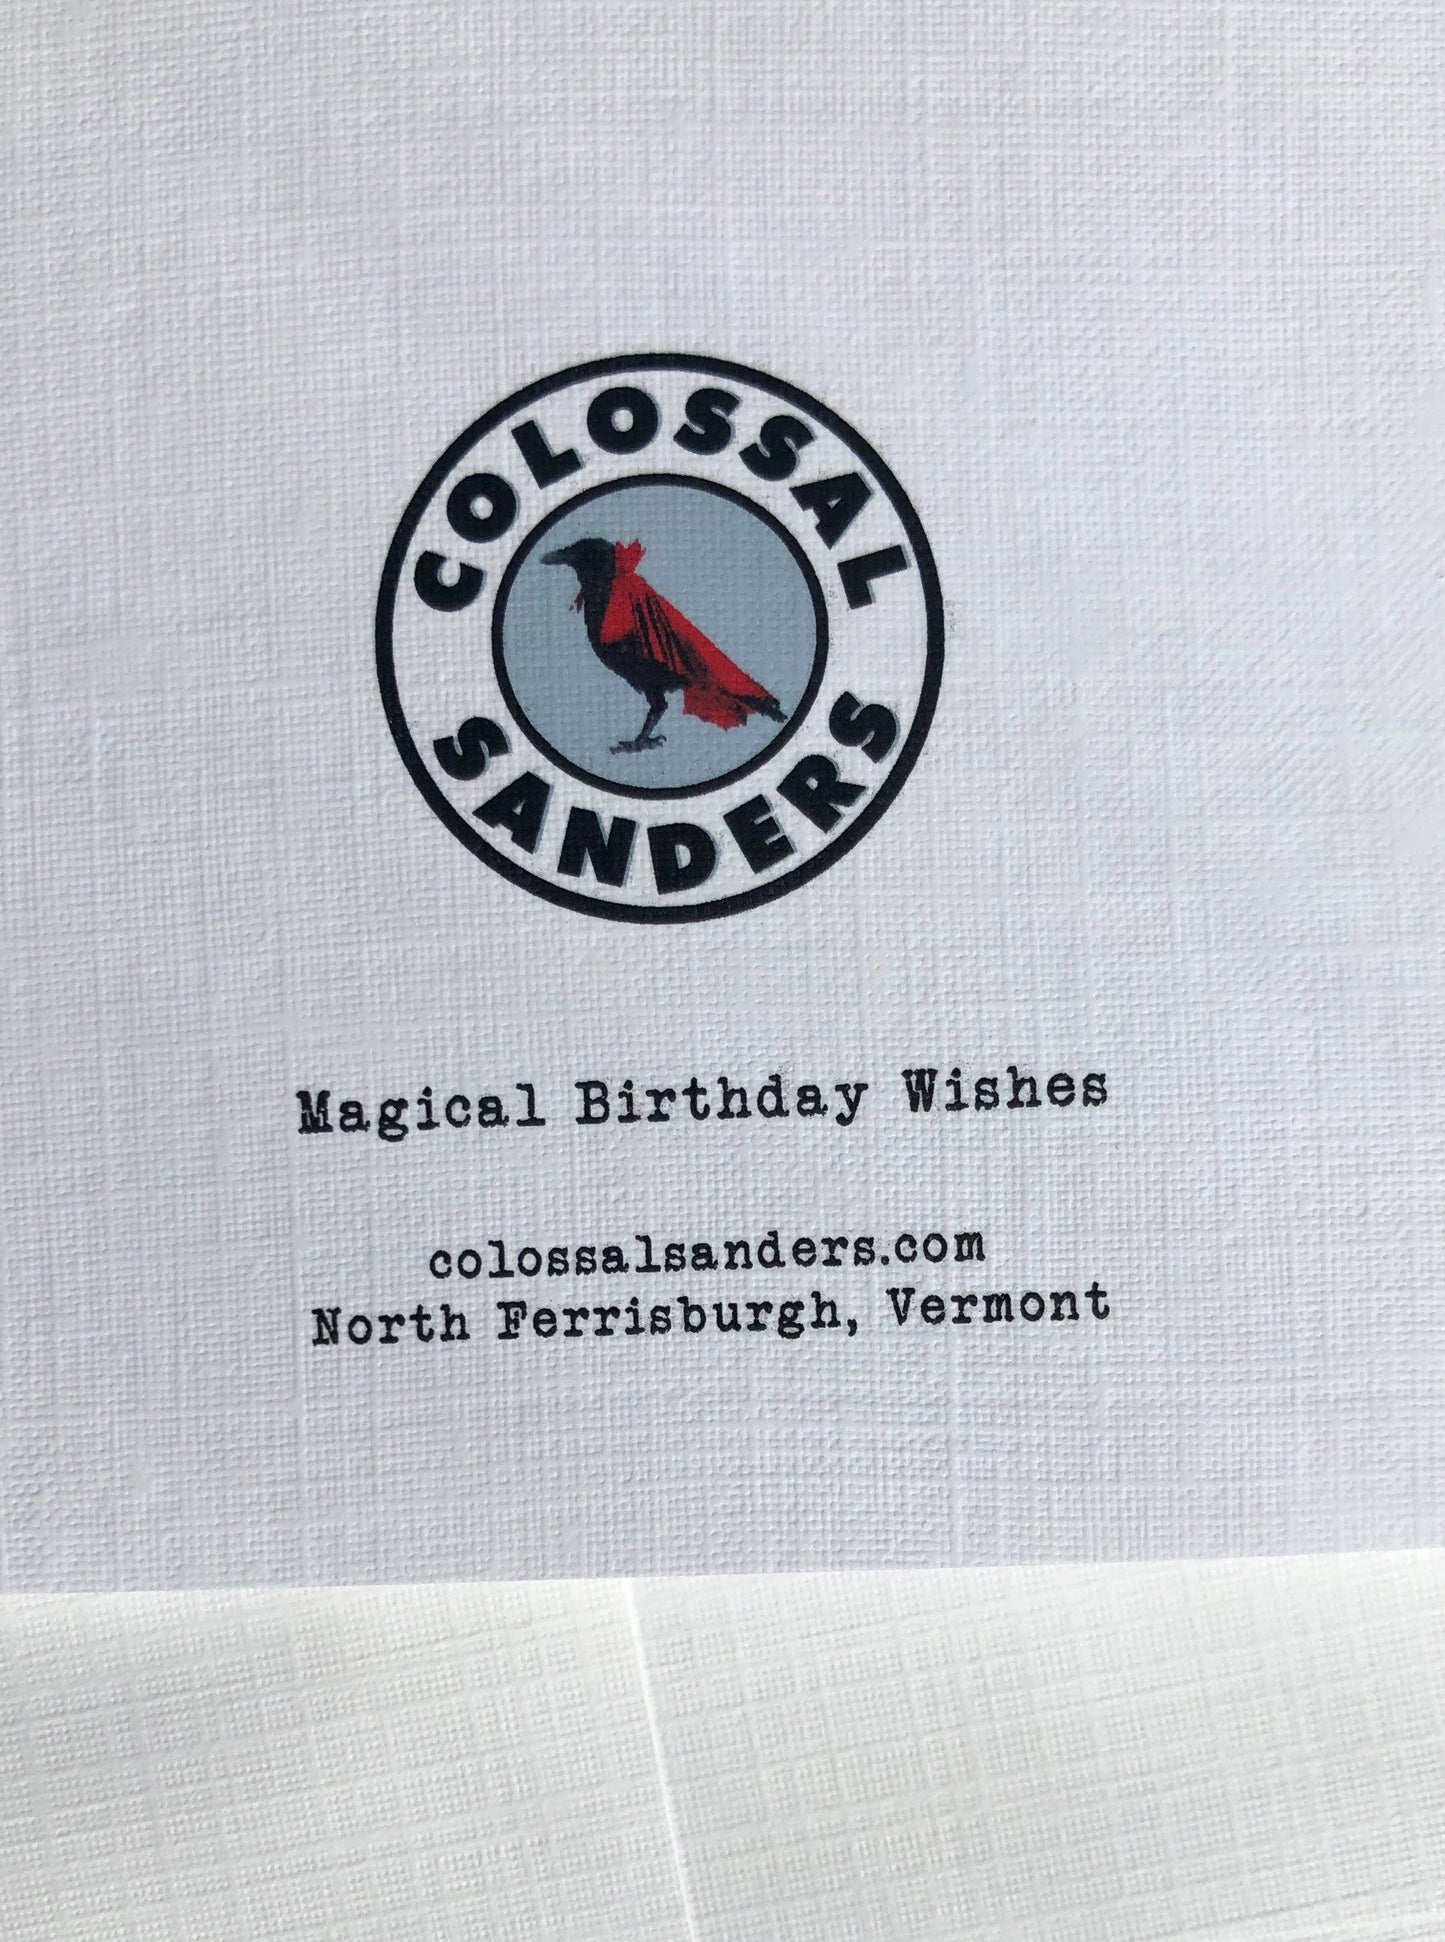 COLOSSAL
SANDERS
Magical Birthday Wishes
colossalsanders.com
North Ferrisburgh, Vermont